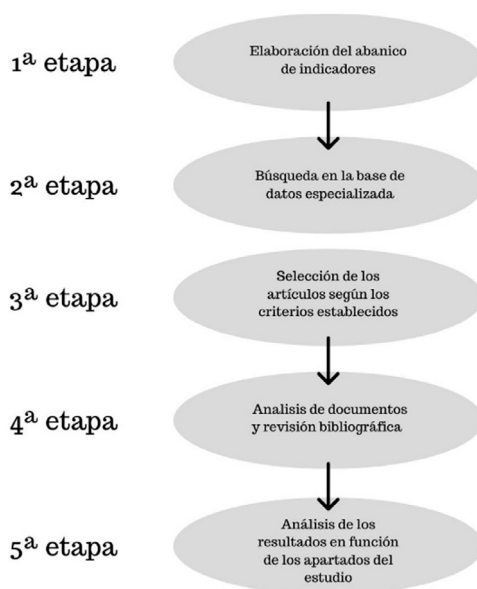 1ª etapa
Elaboración del abanico
de indicadores
2ª etapa
Búsqueda en la base de
datos especializada
3ª etapa
Selección de los
artículos según los
criterios establecidos
4ª etapa
Analisis de documentos
y revisión bibliográfica
5ª etapa
Análisis de los
resultados en función
de los apartados del
estudio